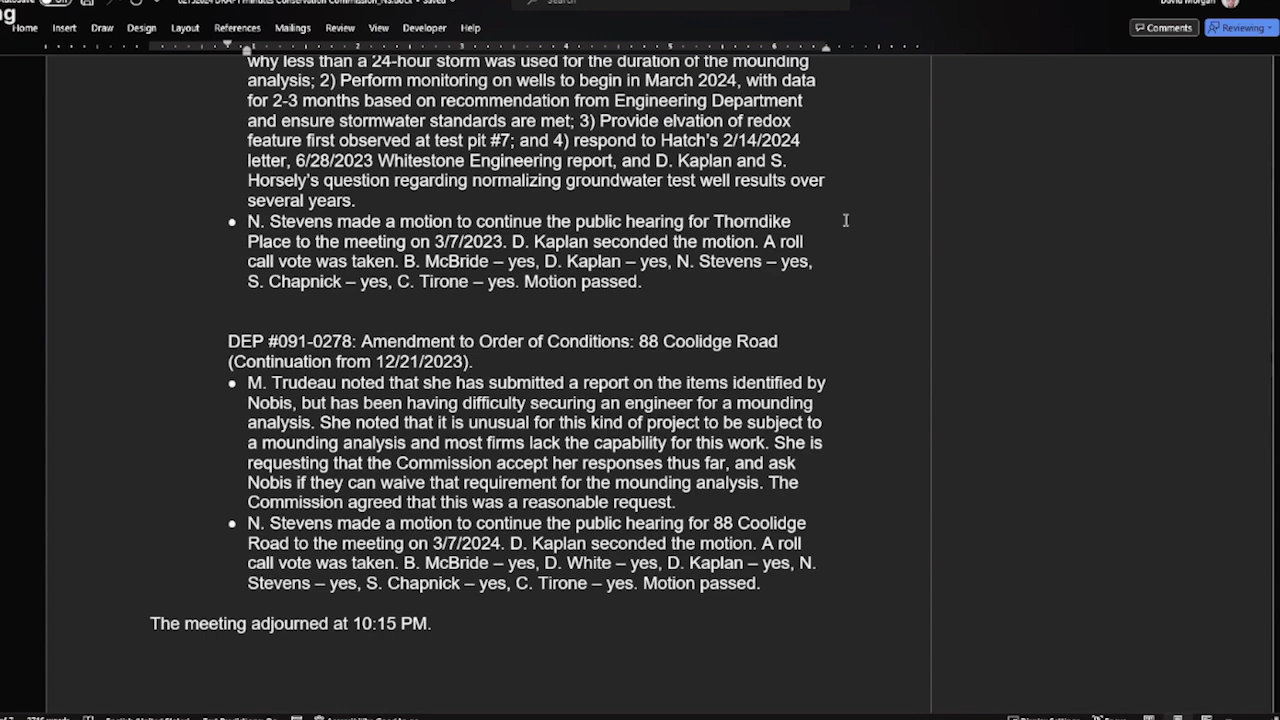 Search
ng
Home Insert Draw Design Layout References Mailings Review View Developer Help Comments Reviewing
why less than a 24-hour storm was used for the duration of the mounding
analysis; 2) Perform monitoring on wells to begin in March 2024, with data
for 2-3 months based on recommendation from Engineering Department
and ensure stormwater standards are met; 3) Provide elvation of redox
feature first observed at test pit #7; and 4) respond to Hatch's 2/14/2024
letter, 6/28/2023 Whitestone Engineering report, and D. Kaplan and S.
Horsely's question regarding normalizing groundwater test well results over
several years.
• N. Stevens made a motion to continue the public hearing for Thorndike
Place to the meeting on 3/7/2023. D. Kaplan seconded the motion. A roll
call vote was taken. B. McBride – yes, D. Kaplan – yes, N. Stevens – yes,
S. Chapnick – yes, C. Tirone – yes. Motion passed.
DEP #091-0278: Amendment to Order of Conditions: 88 Coolidge Road
(Continuation from 12/21/2023).
• M. Trudeau noted that she has submitted a report on the items identified by
Nobis, but has been having difficulty securing an engineer for a mounding
analysis. She noted that it is unusual for this kind of project to be subject to
a mounding analysis and most firms lack the capability for this work. She is
requesting that the Commission accept her responses thus far, and ask
Nobis if they can waive that requirement for the mounding analysis. The
Commission agreed that this was a reasonable request.
• N. Stevens made a motion to continue the public hearing for 88 Coolidge
Road to the meeting on 3/7/2024. D. Kaplan seconded the motion. A roll
call vote was taken. B. McBride – yes, D. White – yes, D. Kaplan – yes, N.
Stevens – yes, S. Chapnick – yes, C. Tirone – yes. Motion passed.
The meeting adjourned at 10:15 PM.